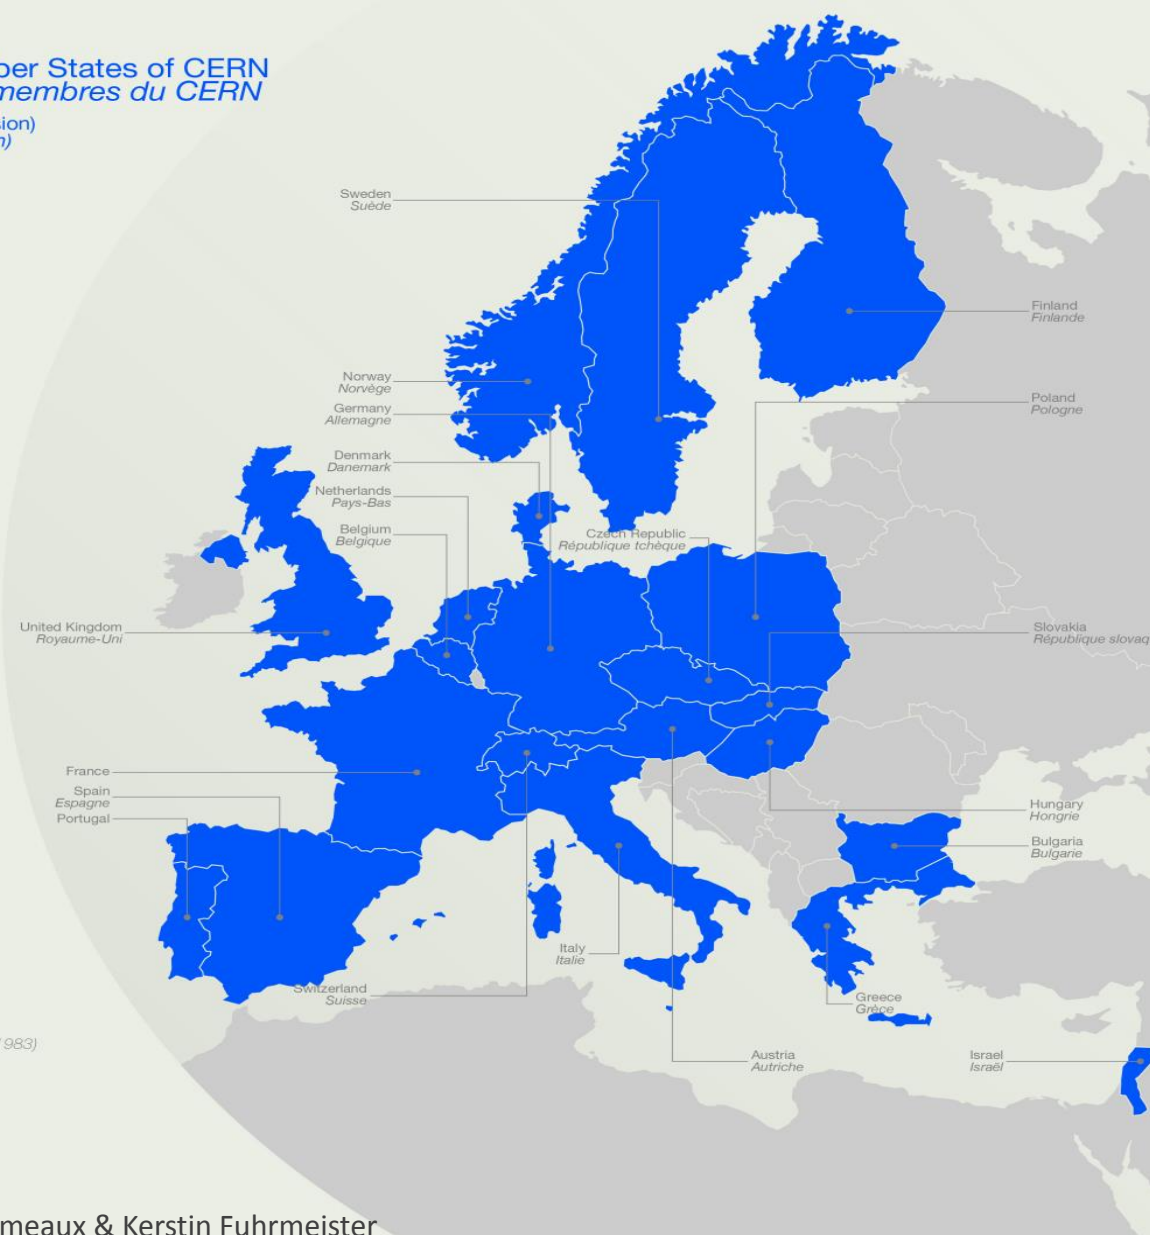 ber States of CERN
membres du CERN
sion)
n)
Sweden
Suède
Finland
Finlande
Norway
Norvège
Germany
Allemagne
Poland
Pologne
Denmark
Danemark
Netherlands
Pays-Bas
Belgium
Belgique
Czech Republic
République tchèque
United Kingdom
Royaume-Uni
Slovakia
République slovaq
France
Spain
Espagne
Portugal
Hungary
Hongrie
Bulgaria
Bulgarie
Italy
Italie
Switzerland
Suisse
Greece
Grèce
1983)
Austria
Autriche
Israel
Israël
meaux & Kerstin Fuhrmeister